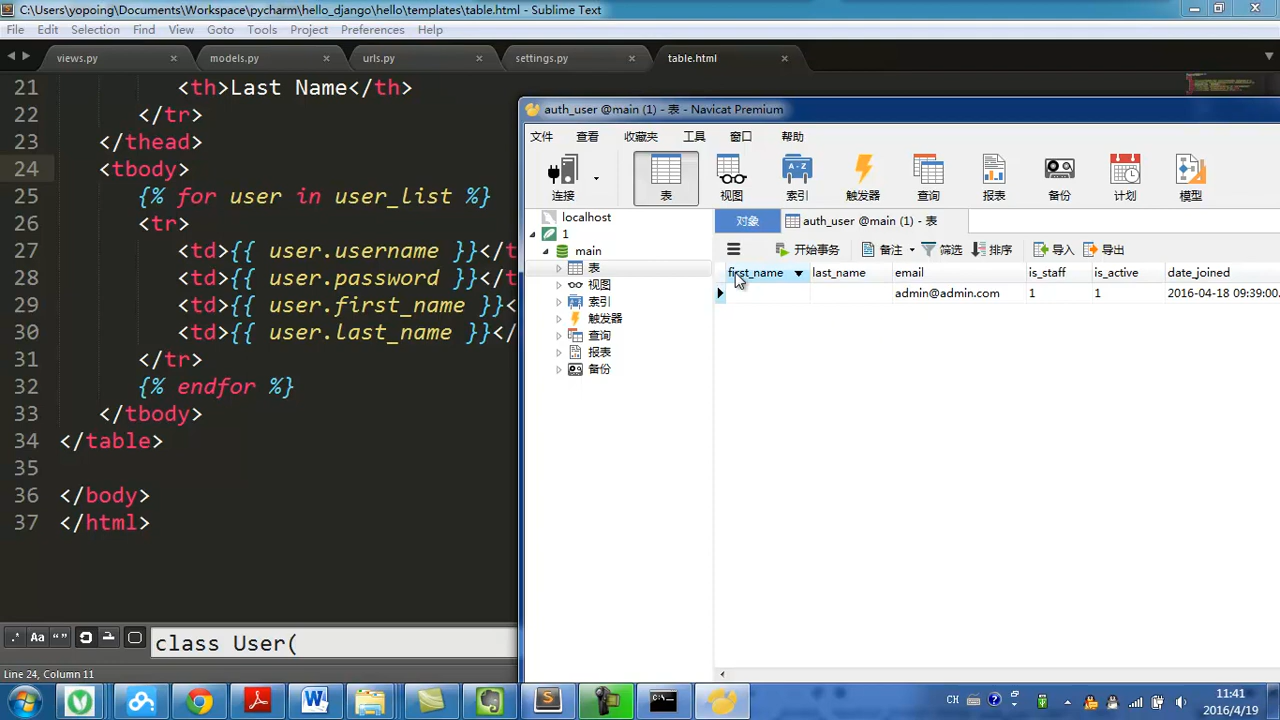 C:\Users\yopoing\Documents\Workspace\pycharm\hello_django\hello\templates\table.html - Sublime Text
File Edit Selection Find View Goto Tools Project Preferences Help
views.py models.py urls.py settings.py table.html
21 <th>Last Name</th>
22 </tr>
23 </thead>
24 <tbody>
25 {% for user in user_list %}
26 <tr>
27 <td>{{ user.username }}</t
28 <td>{{ user.password }}</t
29 <td>{{ user.first_name }}<
30 <td>{{ user.last_name }}</
31 </tr>
32 {% endfor %}
33 </tbody>
34 </table>
35
36 </body>
37 </html>
.* Aa “ ” class User(
Line 24, Column 11
auth_user @main (1) - 表 - Navicat Premium
文件 查看 收藏夹 工具 窗口 帮助
连接 表 视图 索引 触发器 查询 报表 备份 计划 模型
localhost
1
main
表
视图
索引
触发器
查询
报表
备份
对象 auth_user @main (1) - 表
开始事务 备注 筛选 排序 导入 导出
first_name last_name email is_staff is_active date_joined
admin@admin.com 1 1 2016-04-18 09:39:00.
CH 11:41
2016/4/19